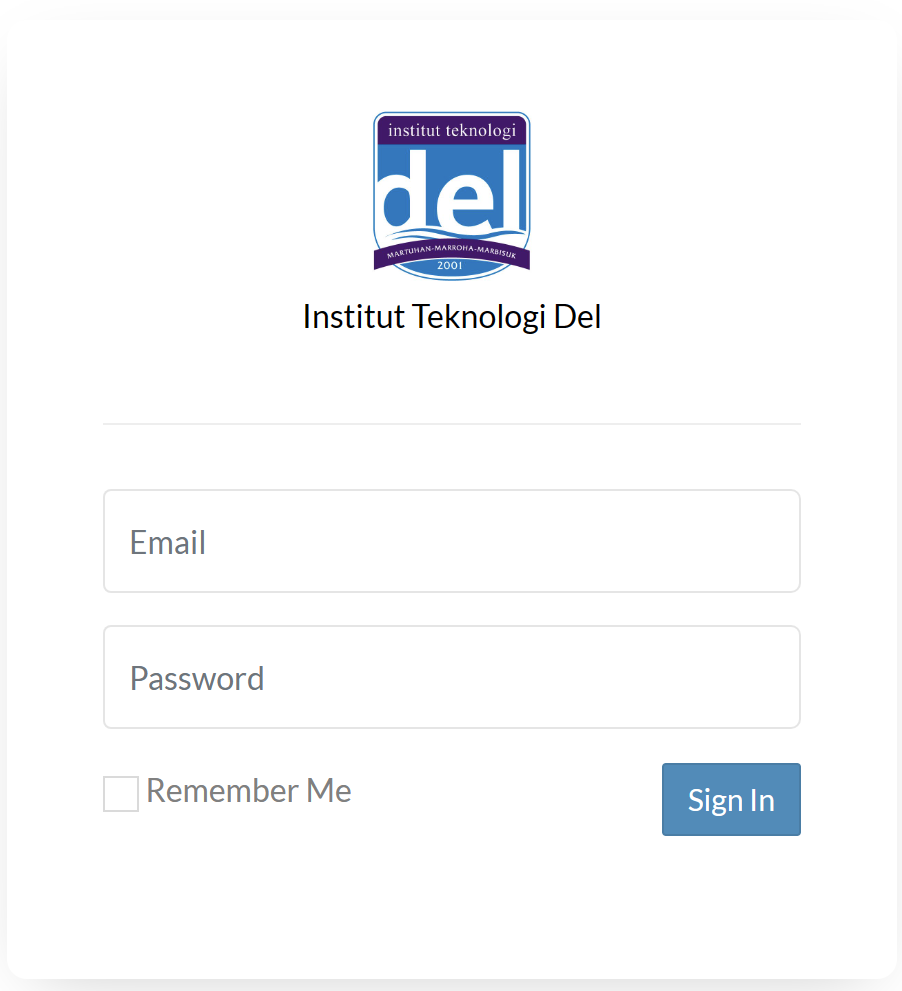 institut teknologi
del
MARTUHAN-MARROHA-MARBISUK
2001
Institut Teknologi Del
Email
Password
Remember Me
Sign In